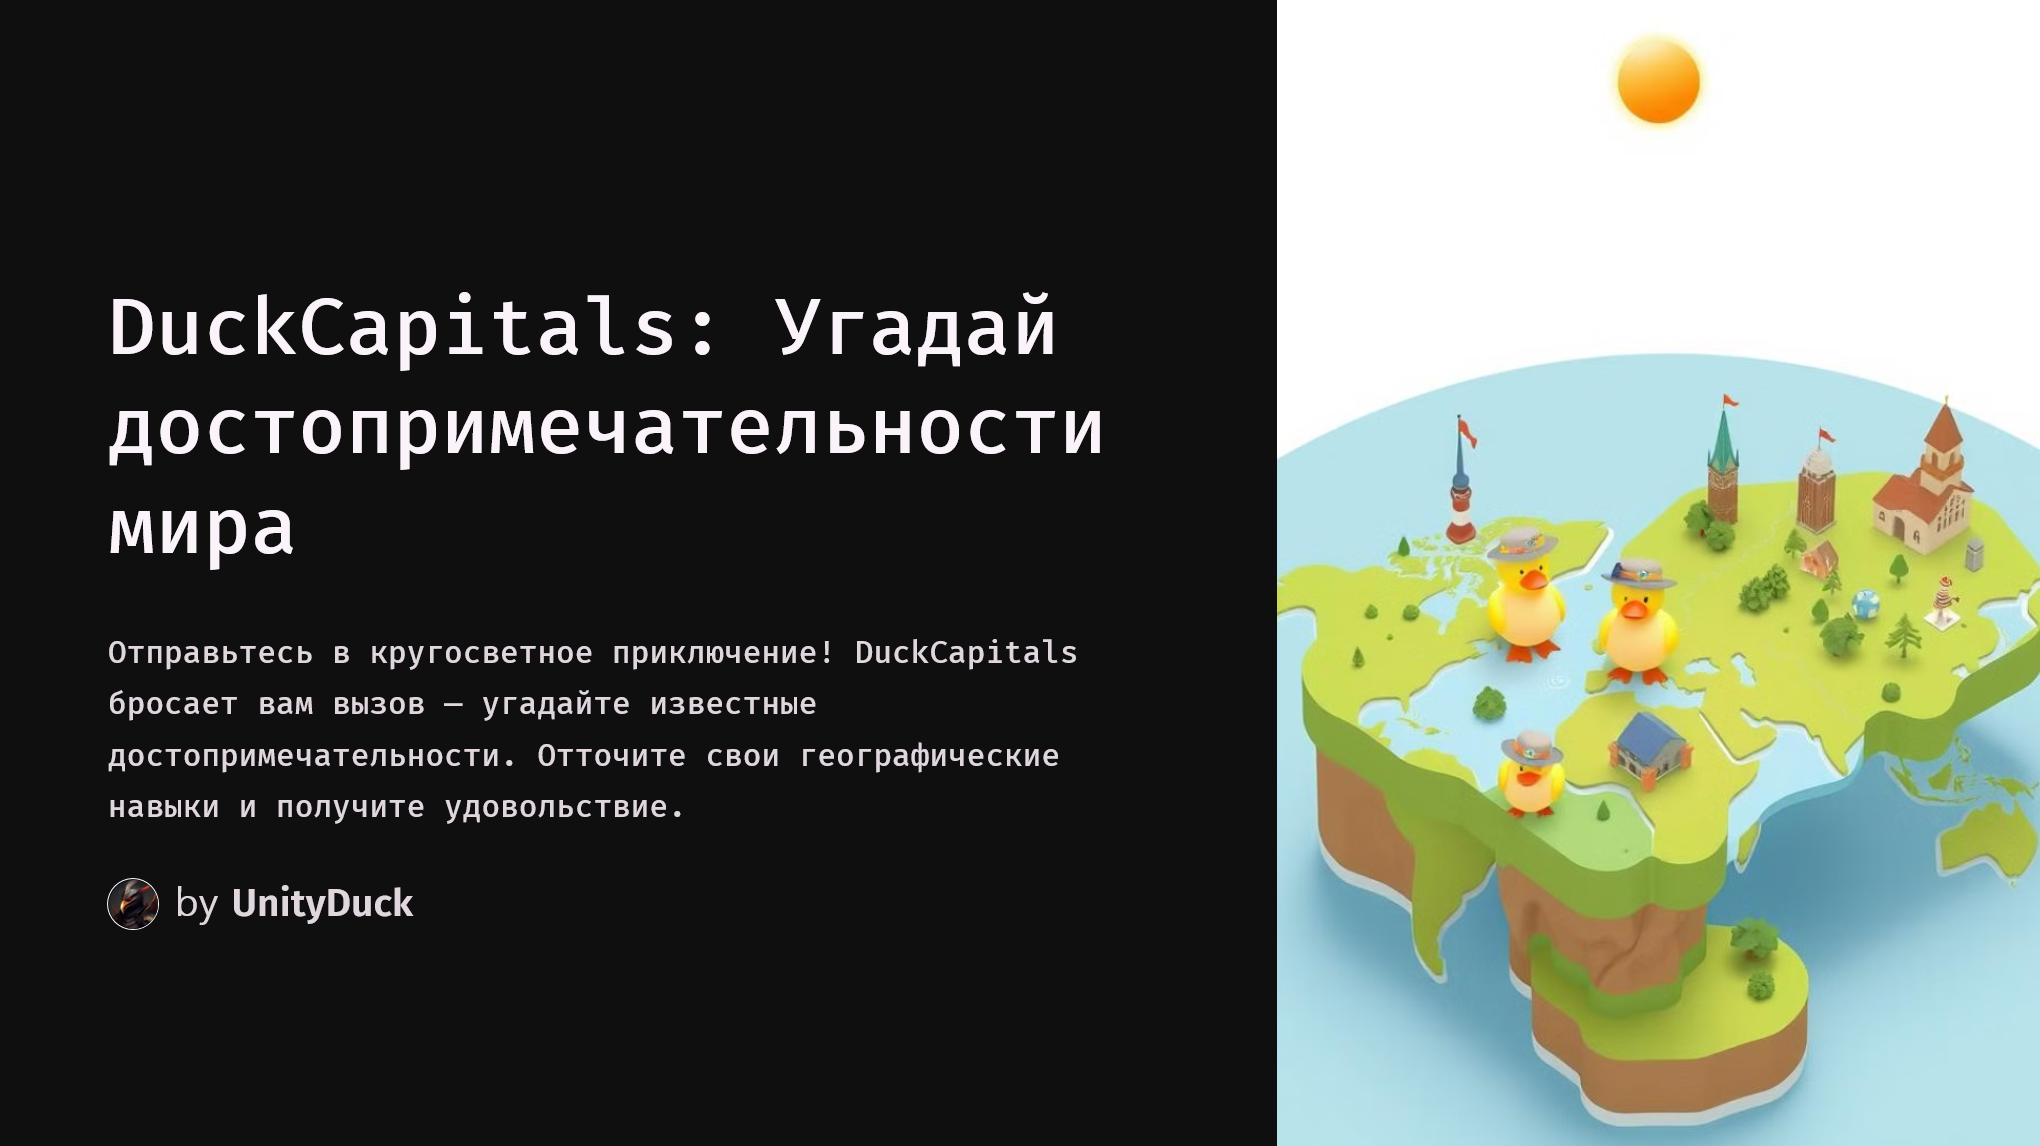 DuckCapitals: Угадай
достопримечательности
мира
Отправьтесь в кругосветное приключение! DuckCapitals
бросает вам вызов — угадайте известные
достопримечательности. Отточите свои географические
навыки и получите удовольствие.
by UnityDuck